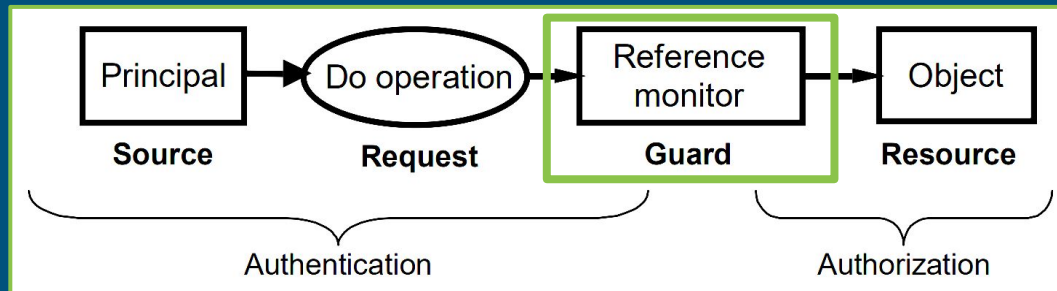 Principal
Do operation
Reference
monitor
Object
Source
Request
Guard
Resource
Authentication
Authorization